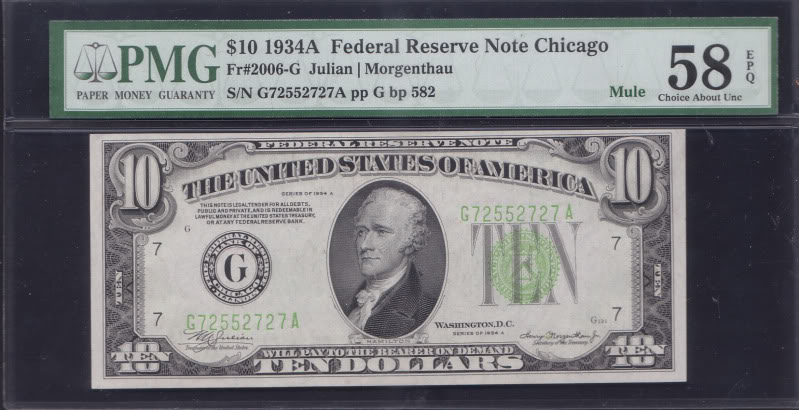 PMG
PAPER MONEY GUARANTY
$10 1934A Federal Reserve Note Chicago
Fr#2006-G Julian | Morgenthau
S/N G72552727A pp G bp 582
Mule
58
EPQ
Choice About Unc
FEDERAL RESERVE NOTE
10
10
THE UNITED STATES OF AMERICA
SERIES OF 1934 A
THIS NOTE IS LEGAL TENDER FOR ALL DEBTS,
PUBLIC AND PRIVATE, AND IS REDEEMABLE IN
LAWFUL MONEY AT THE UNITED STATES TREASURY,
OR AT ANY FEDERAL RESERVE BANK.
G72552727 A
G
7
7
G
TEN
TEN
TEN
7
7
G72552727 A
WASHINGTON, D.C.
SERIES OF 1934 A
HAMILTON
WILL PAY TO THE BEARER ON DEMAND
TEN
TEN DOLLARS
10